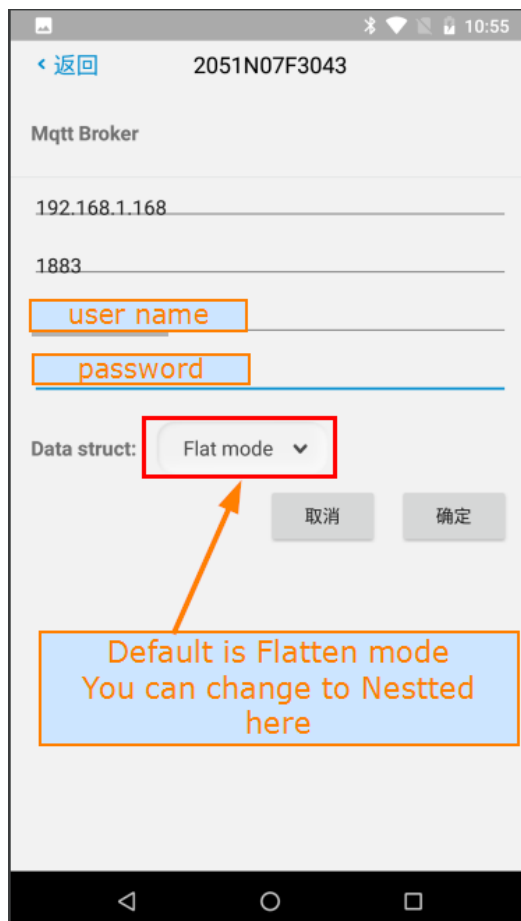 10:55
返回
2051N07F3043
Mqtt Broker
192.168.1.168
1883
user name
password
Data struct: Flat mode
取消 确定
Default is Flatten mode
You can change to Nestted
here